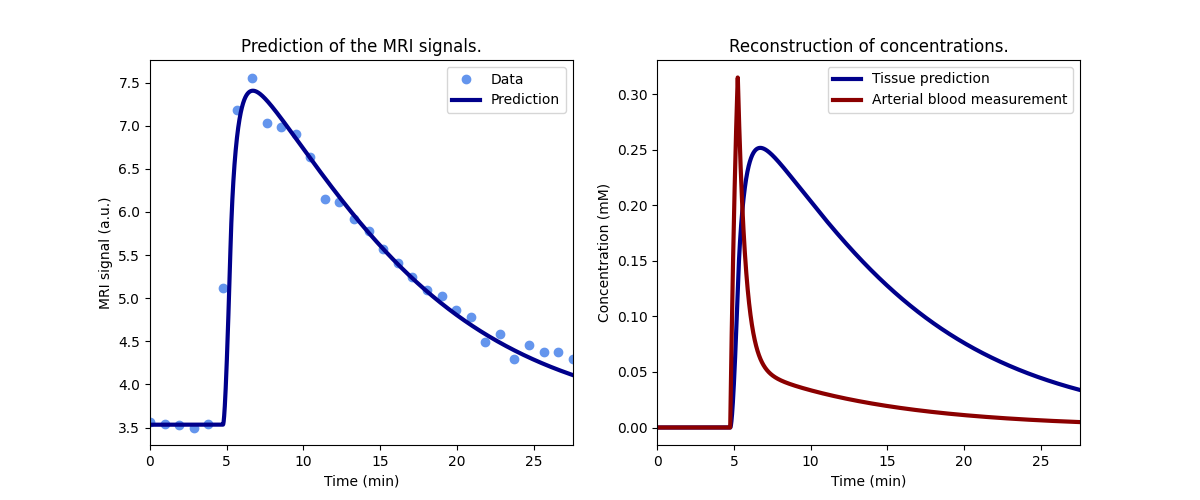 Prediction of the MRI signals.
MRI signal (a.u.)
7.5
7.0
6.5
6.0
5.5
5.0
4.5
4.0
3.5
0 5 10 15 20 25
Time (min)
Data
Prediction
Reconstruction of concentrations.
Concentration (mM)
0.30
0.25
0.20
0.15
0.10
0.05
0.00
0 5 10 15 20 25
Time (min)
Tissue prediction
Arterial blood measurement